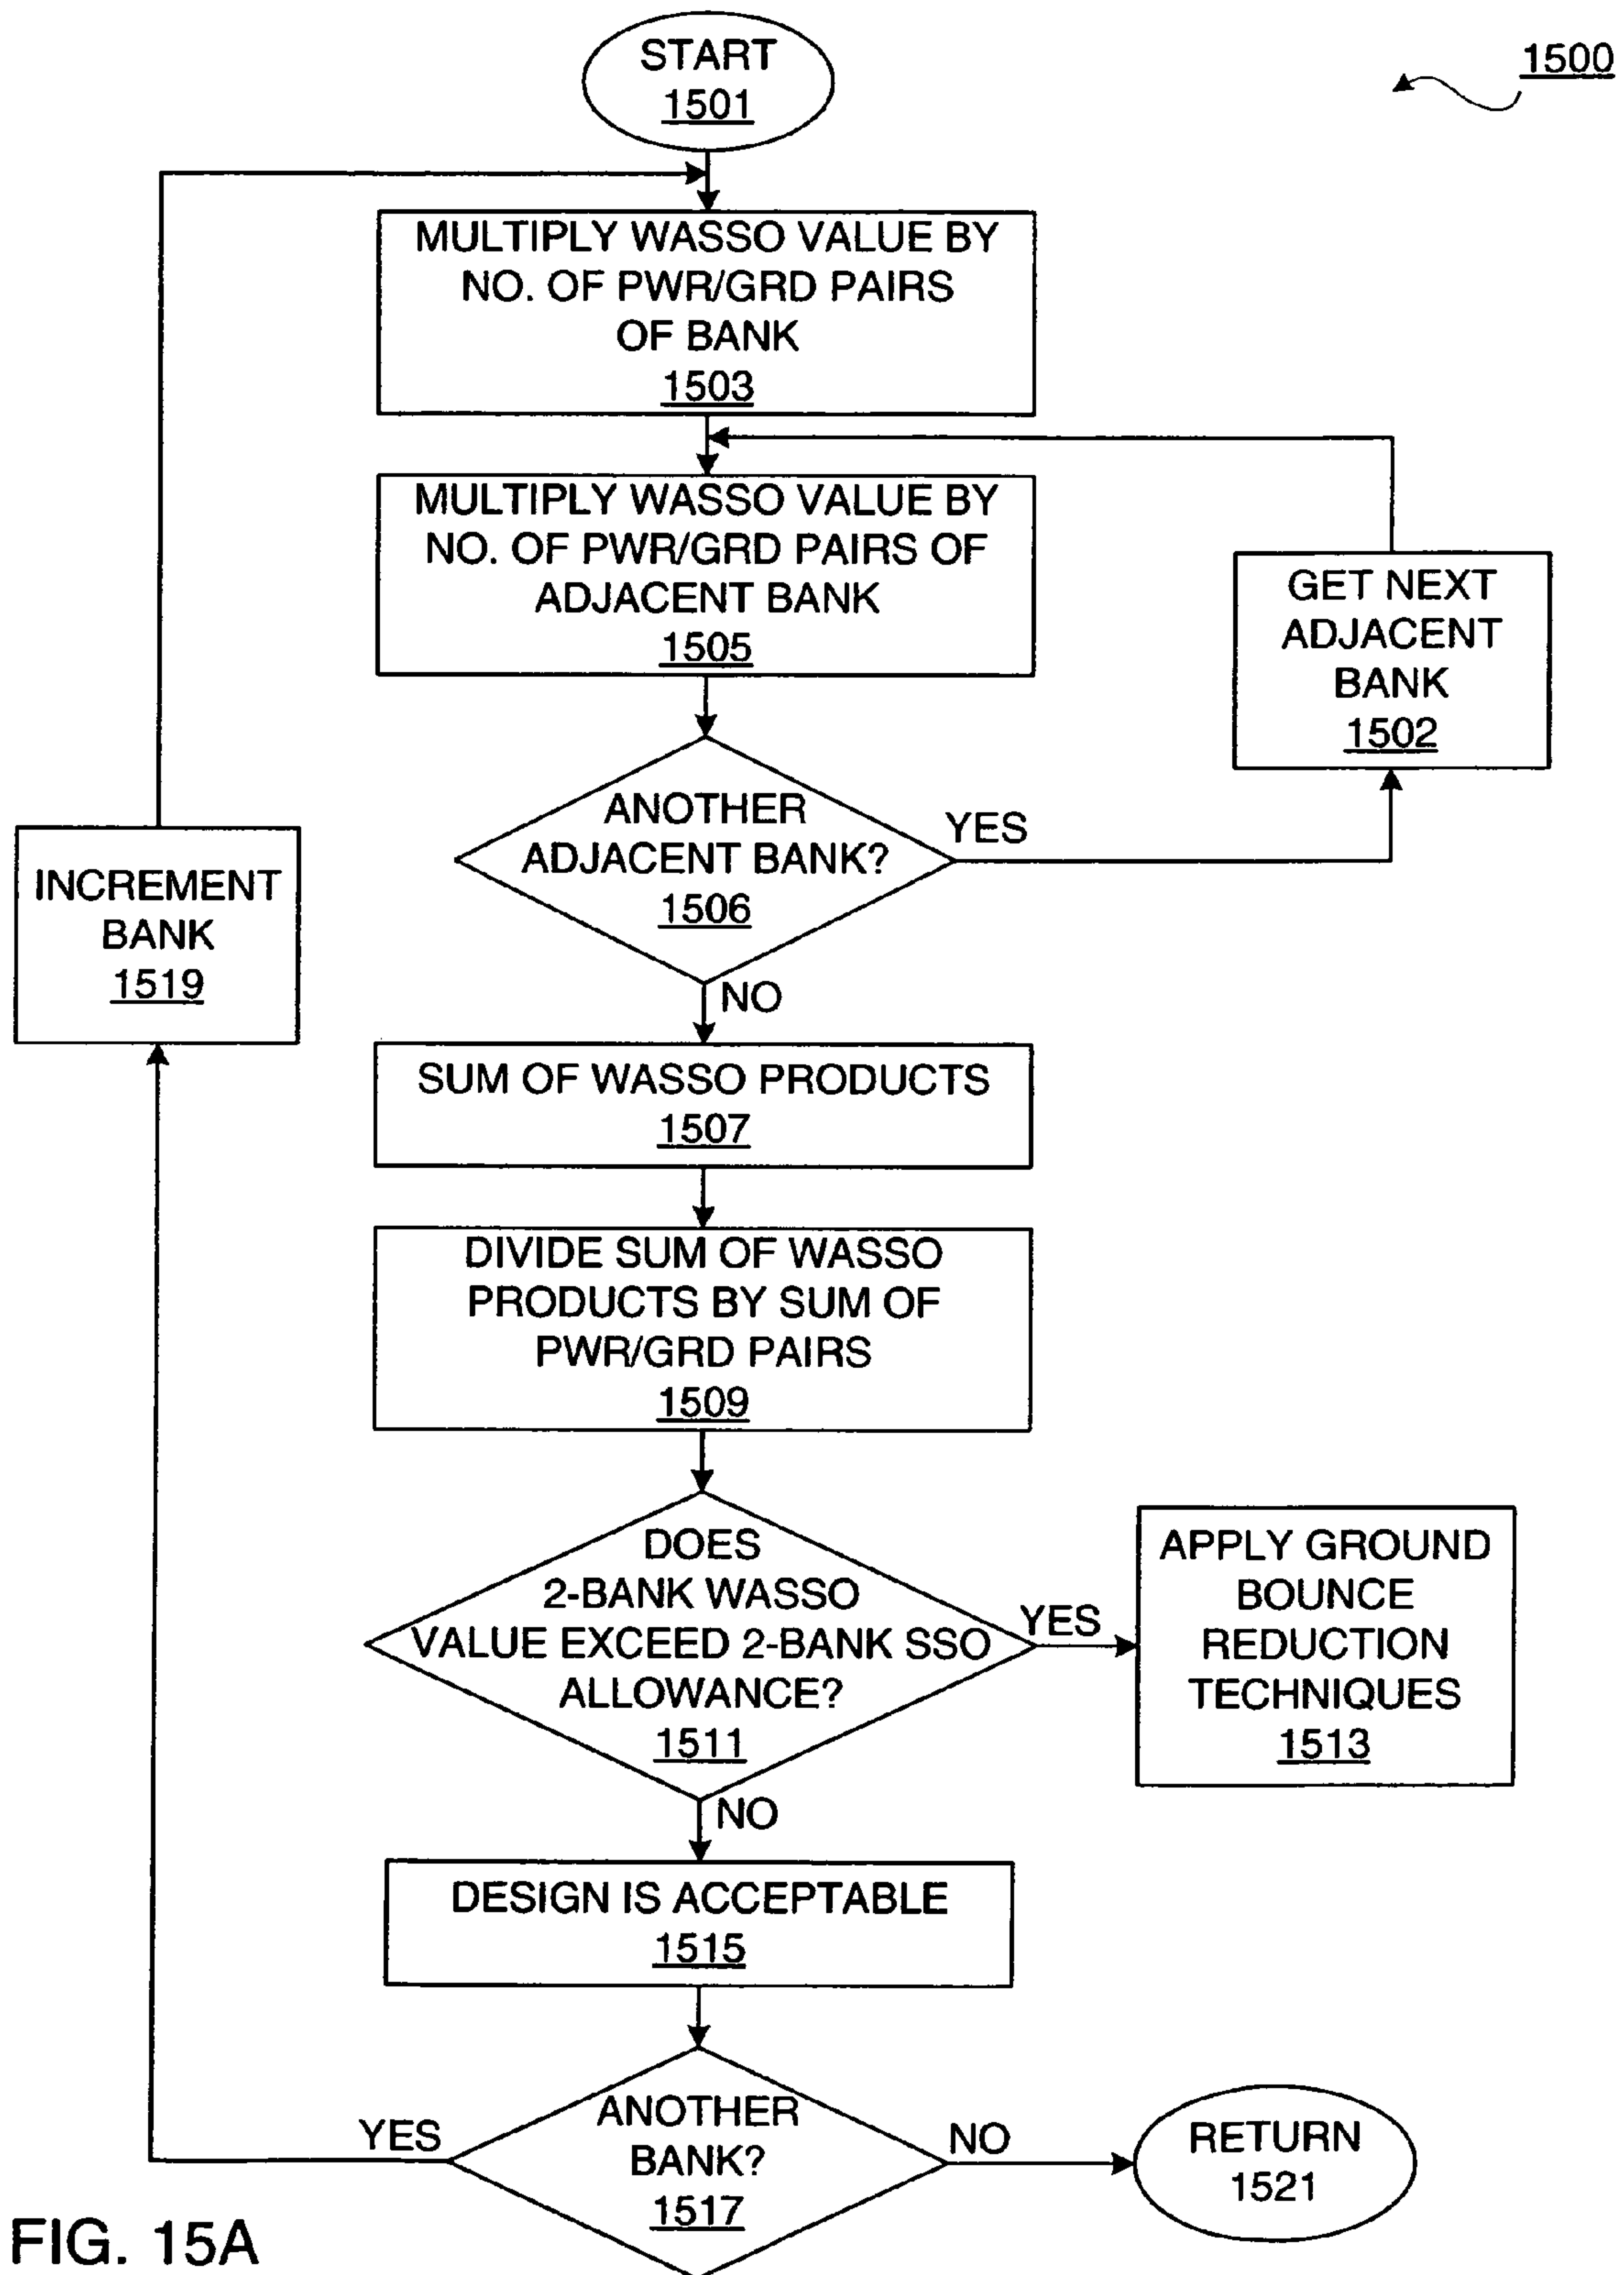 START
1501
1500
MULTIPLY WASSO VALUE BY
NO. OF PWR/GRD PAIRS
OF BANK
1503
MULTIPLY WASSO VALUE BY
NO. OF PWR/GRD PAIRS OF
ADJACENT BANK
1505
GET NEXT
ADJACENT
BANK
1502
ANOTHER
ADJACENT BANK?
1506
YES
NO
INCREMENT
BANK
1519
SUM OF WASSO PRODUCTS
1507
DIVIDE SUM OF WASSO
PRODUCTS BY SUM OF
PWR/GRD PAIRS
1509
DOES
2-BANK WASSO
VALUE EXCEED 2-BANK SSO
ALLOWANCE?
1511
YES
NO
APPLY GROUND
BOUNCE
REDUCTION
TECHNIQUES
1513
DESIGN IS ACCEPTABLE
1515
ANOTHER
BANK?
1517
YES
NO
RETURN
1521
FIG. 15A